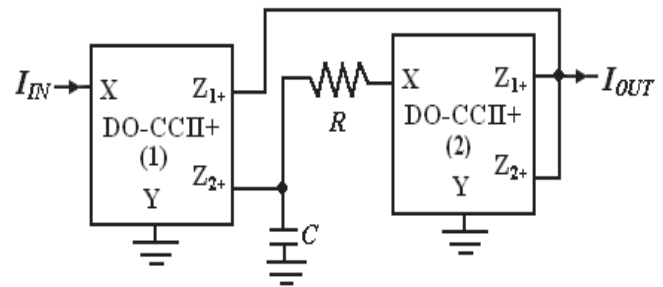 I_IN
X
Z1+
DO-CCII+
(1)
Z2+
Y
R
C
X
Z1+
DO-CCII+
(2)
Z2+
Y
I_OUT